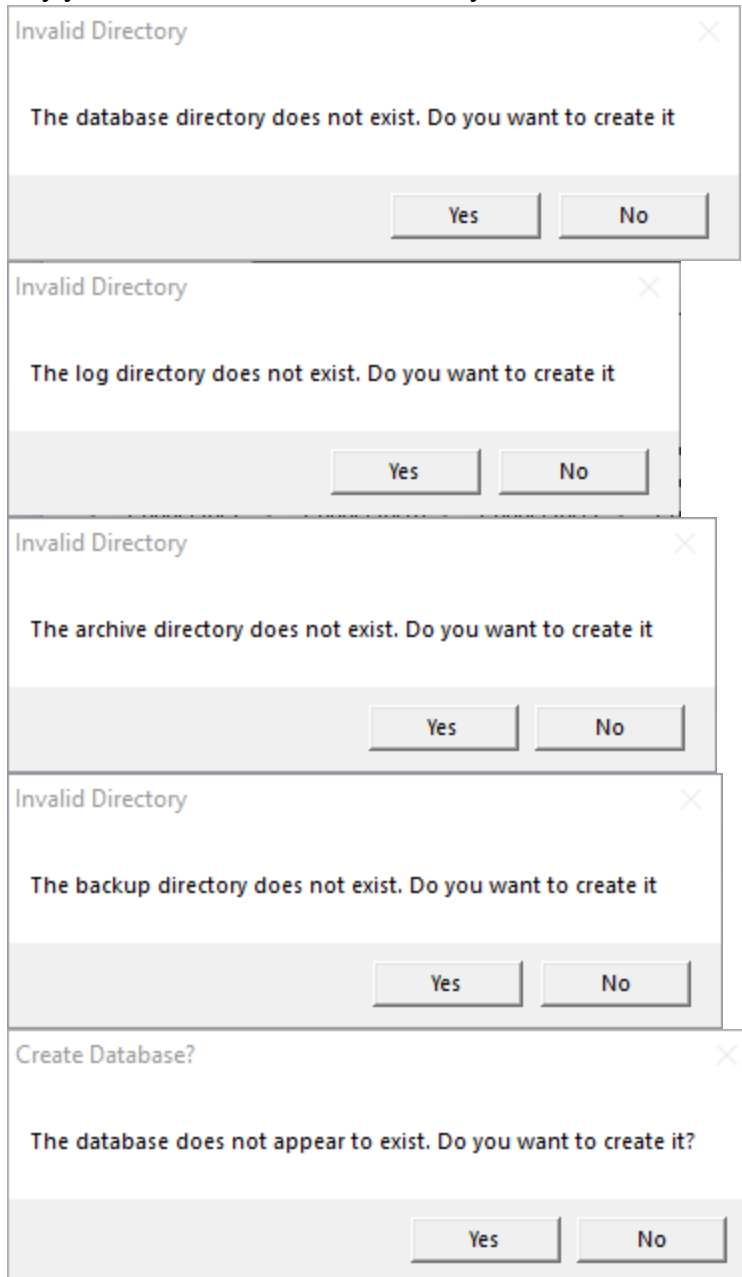 Invalid Directory
The database directory does not exist. Do you want to create it
Yes No
Invalid Directory
The log directory does not exist. Do you want to create it
Yes No
Invalid Directory
The archive directory does not exist. Do you want to create it
Yes No
Invalid Directory
The backup directory does not exist. Do you want to create it
Yes No
Create Database?
The database does not appear to exist. Do you want to create it?
Yes No